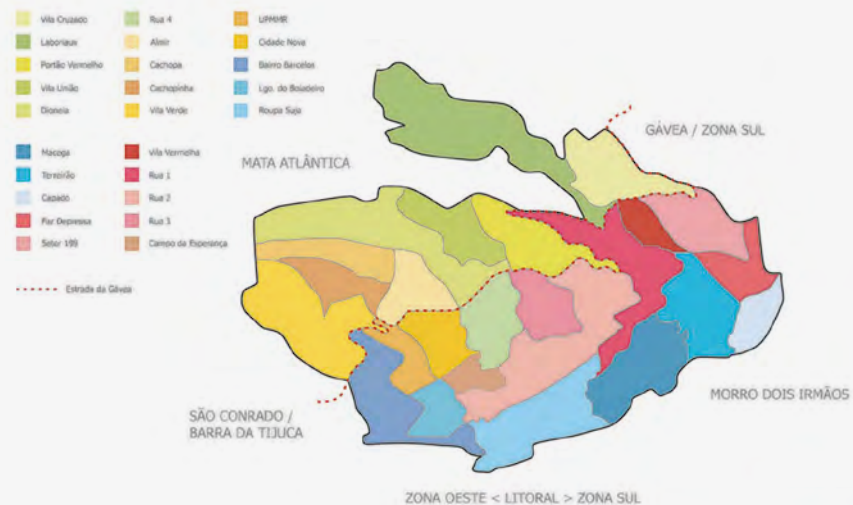 Vila Cruzado
Laboriaux
Portão Vermelho
Vila União
Dioneia
Rua 4
Almir
Cachopa
Cachopinha
Vila Verde
UPMMR
Cidade Nova
Bairro Barcelos
Lgo. do Boiadeiro
Roupa Suja
Macega
Terreirão
Capado
Faz Depressa
Setor 199
Vila Vermelha
Rua 1
Rua 2
Rua 3
Campo da Esperança
Estrada da Gávea
MATA ATLÂNTICA
GÁVEA / ZONA SUL
SÃO CONRADO /
BARRA DA TIJUCA
MORRO DOIS IRMÃOS
ZONA OESTE < LITORAL > ZONA SUL